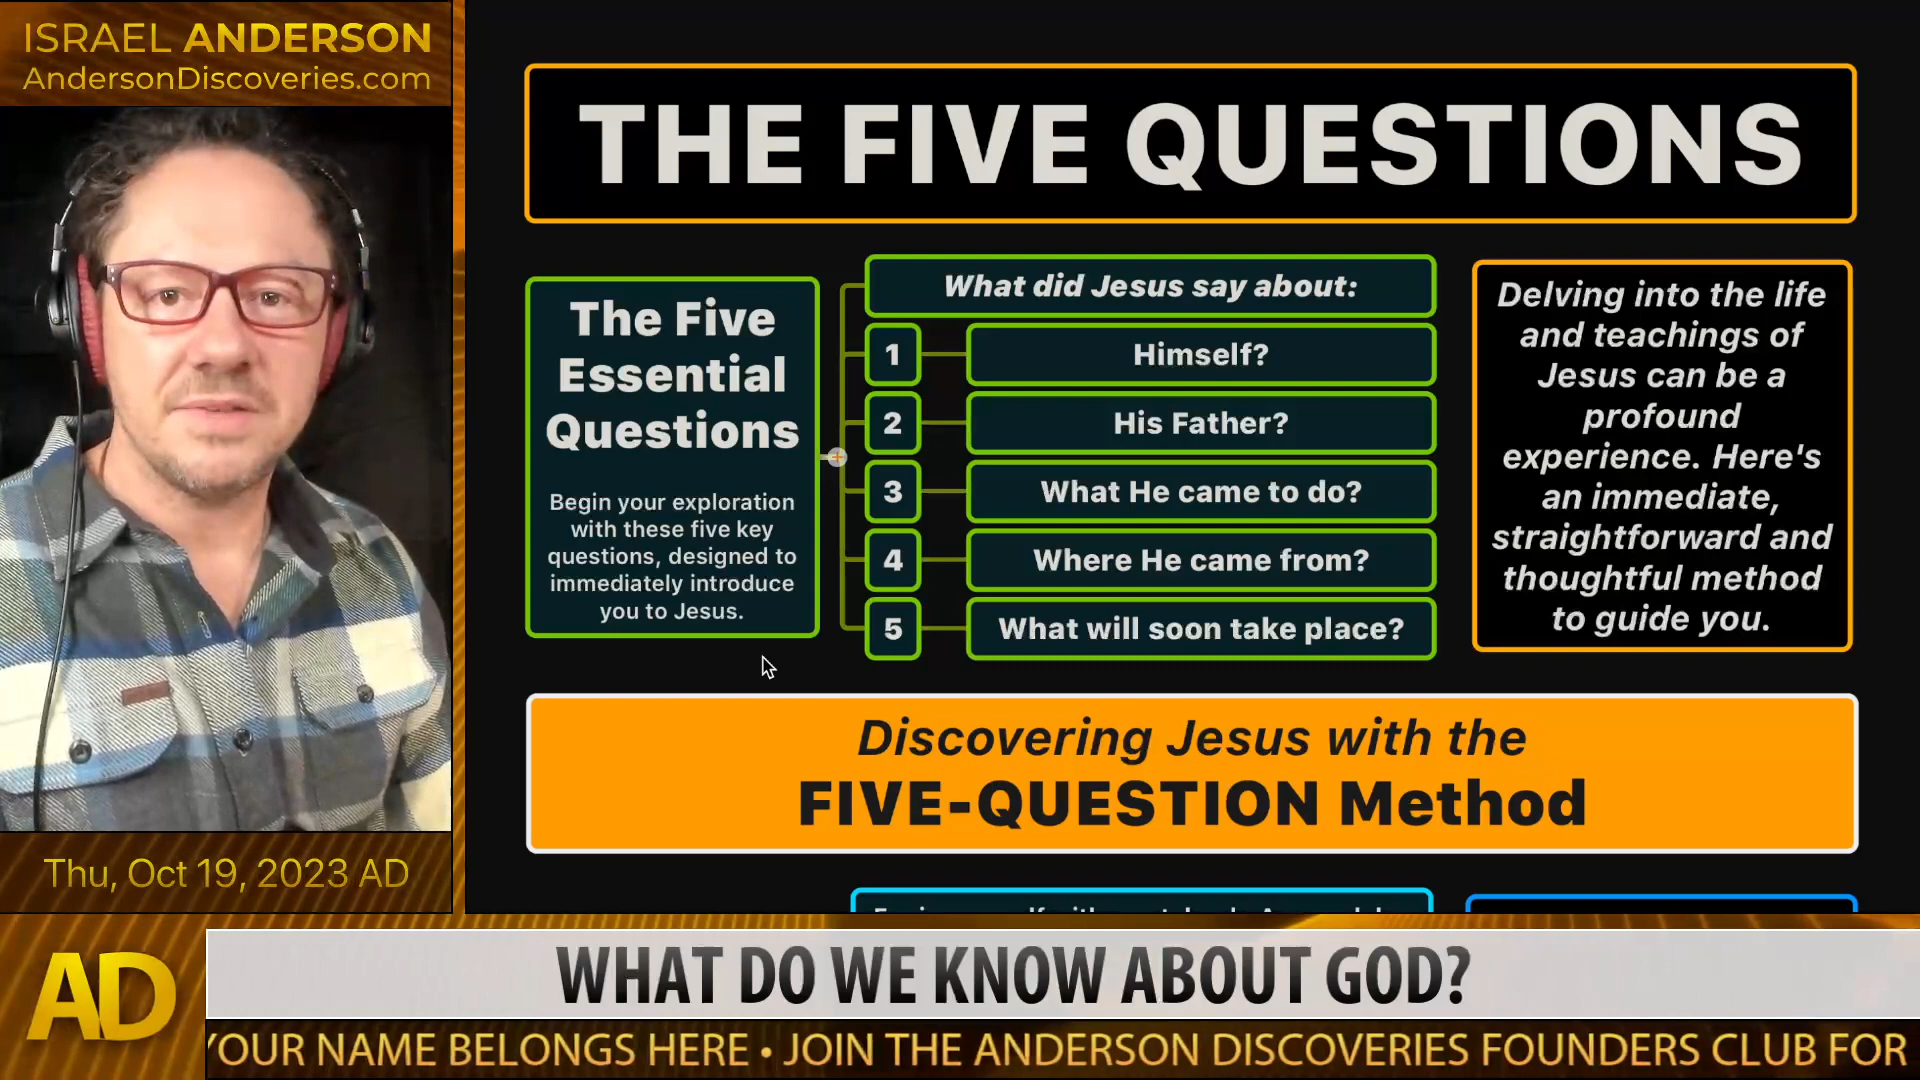 ISRAEL ANDERSON
AndersonDiscoveries.com
THE FIVE QUESTIONS
The Five
Essential
Questions
Begin your exploration
with these five key
questions, designed to
immediately introduce
you to Jesus.
What did Jesus say about:
1 Himself?
2 His Father?
3 What He came to do?
4 Where He came from?
5 What will soon take place?
Delving into the life
and teachings of
Jesus can be a
profound
experience. Here's
an immediate,
straightforward and
thoughtful method
to guide you.
Discovering Jesus with the
FIVE-QUESTION Method
Thu, Oct 19, 2023 AD
AD
WHAT DO WE KNOW ABOUT GOD?
YOUR NAME BELONGS HERE • JOIN THE ANDERSON DISCOVERIES FOUNDERS CLUB FOR